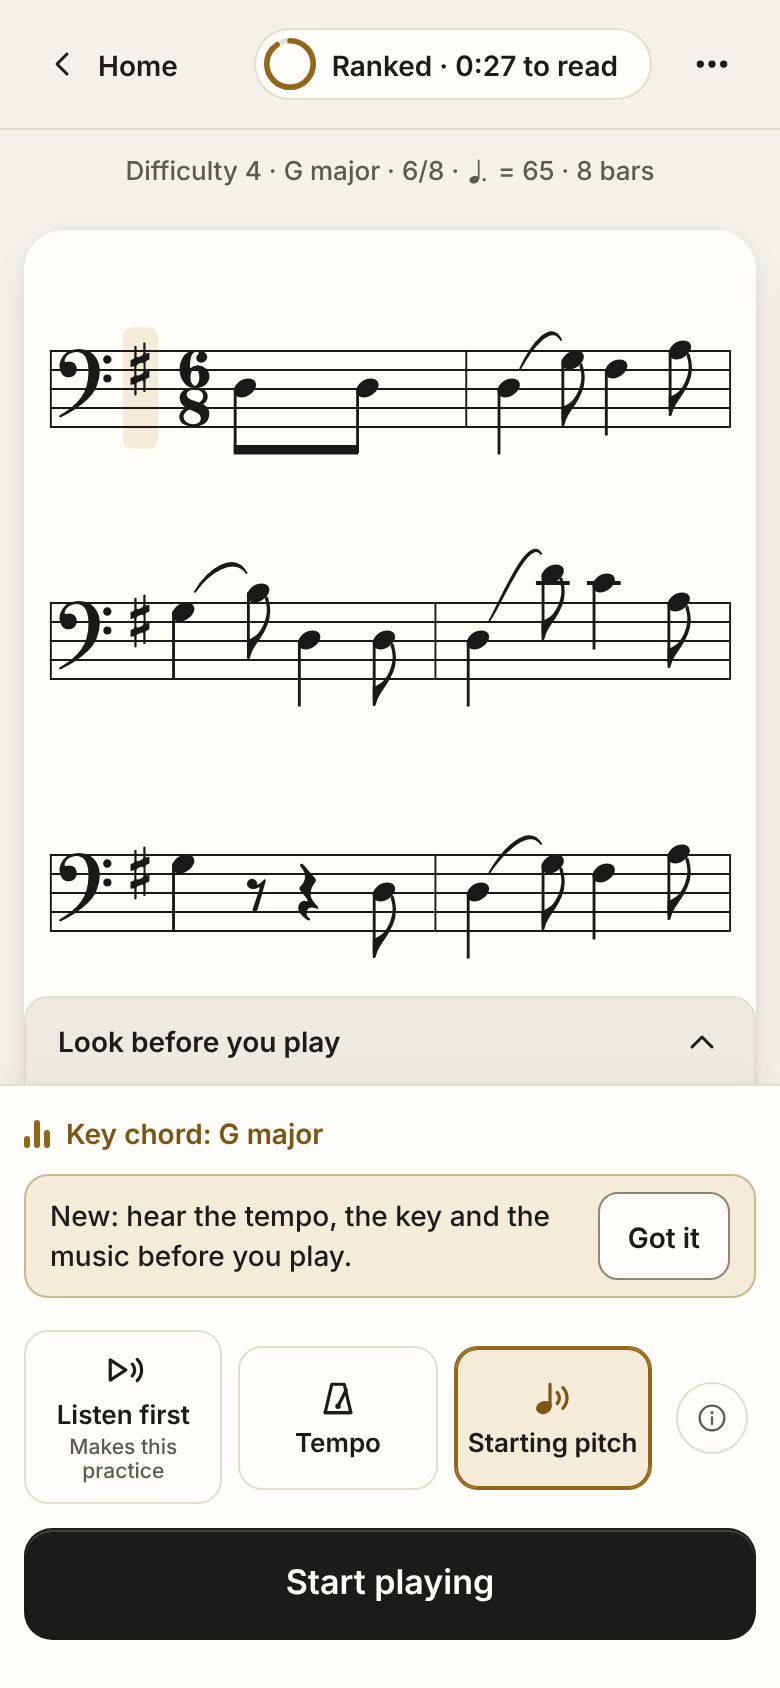 Home
Ranked · 0:27 to read
Difficulty 4 · G major · 6/8 · ♩. = 65 · 8 bars
6
8
Look before you play
Key chord: G major
New: hear the tempo, the key and the
music before you play.
Got it
Listen first
Makes this
practice
Tempo
Starting pitch
Start playing